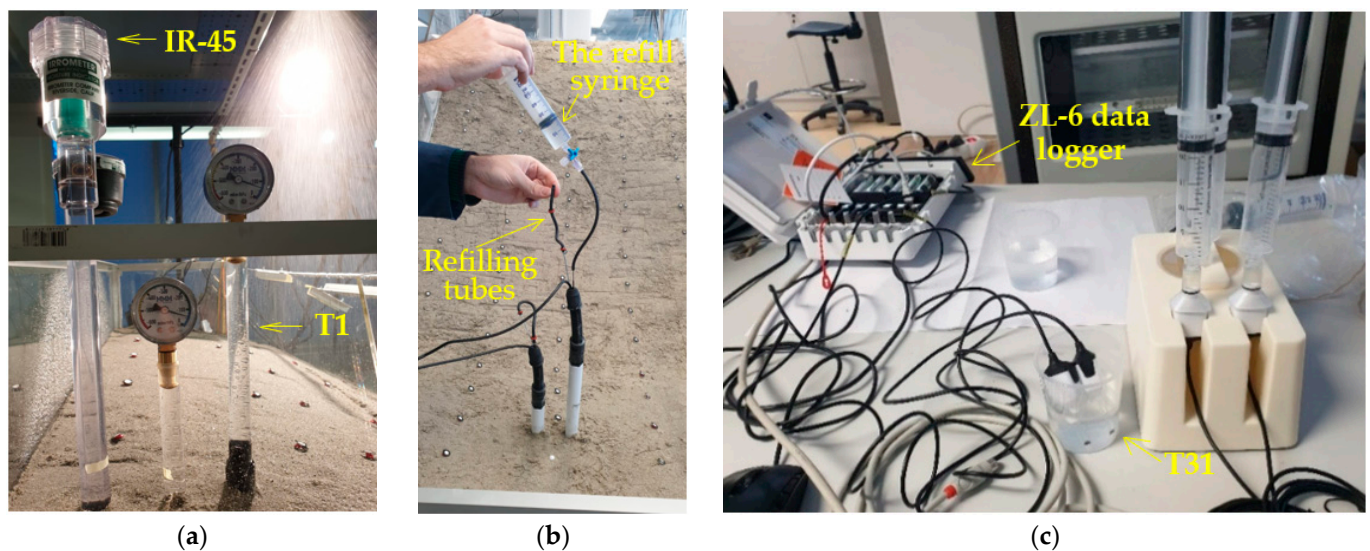 IR-45
IRROMETER
T1
(a)
The refill
syringe
Refilling
tubes
(b)
ZL-6 data
logger
T31
(c)